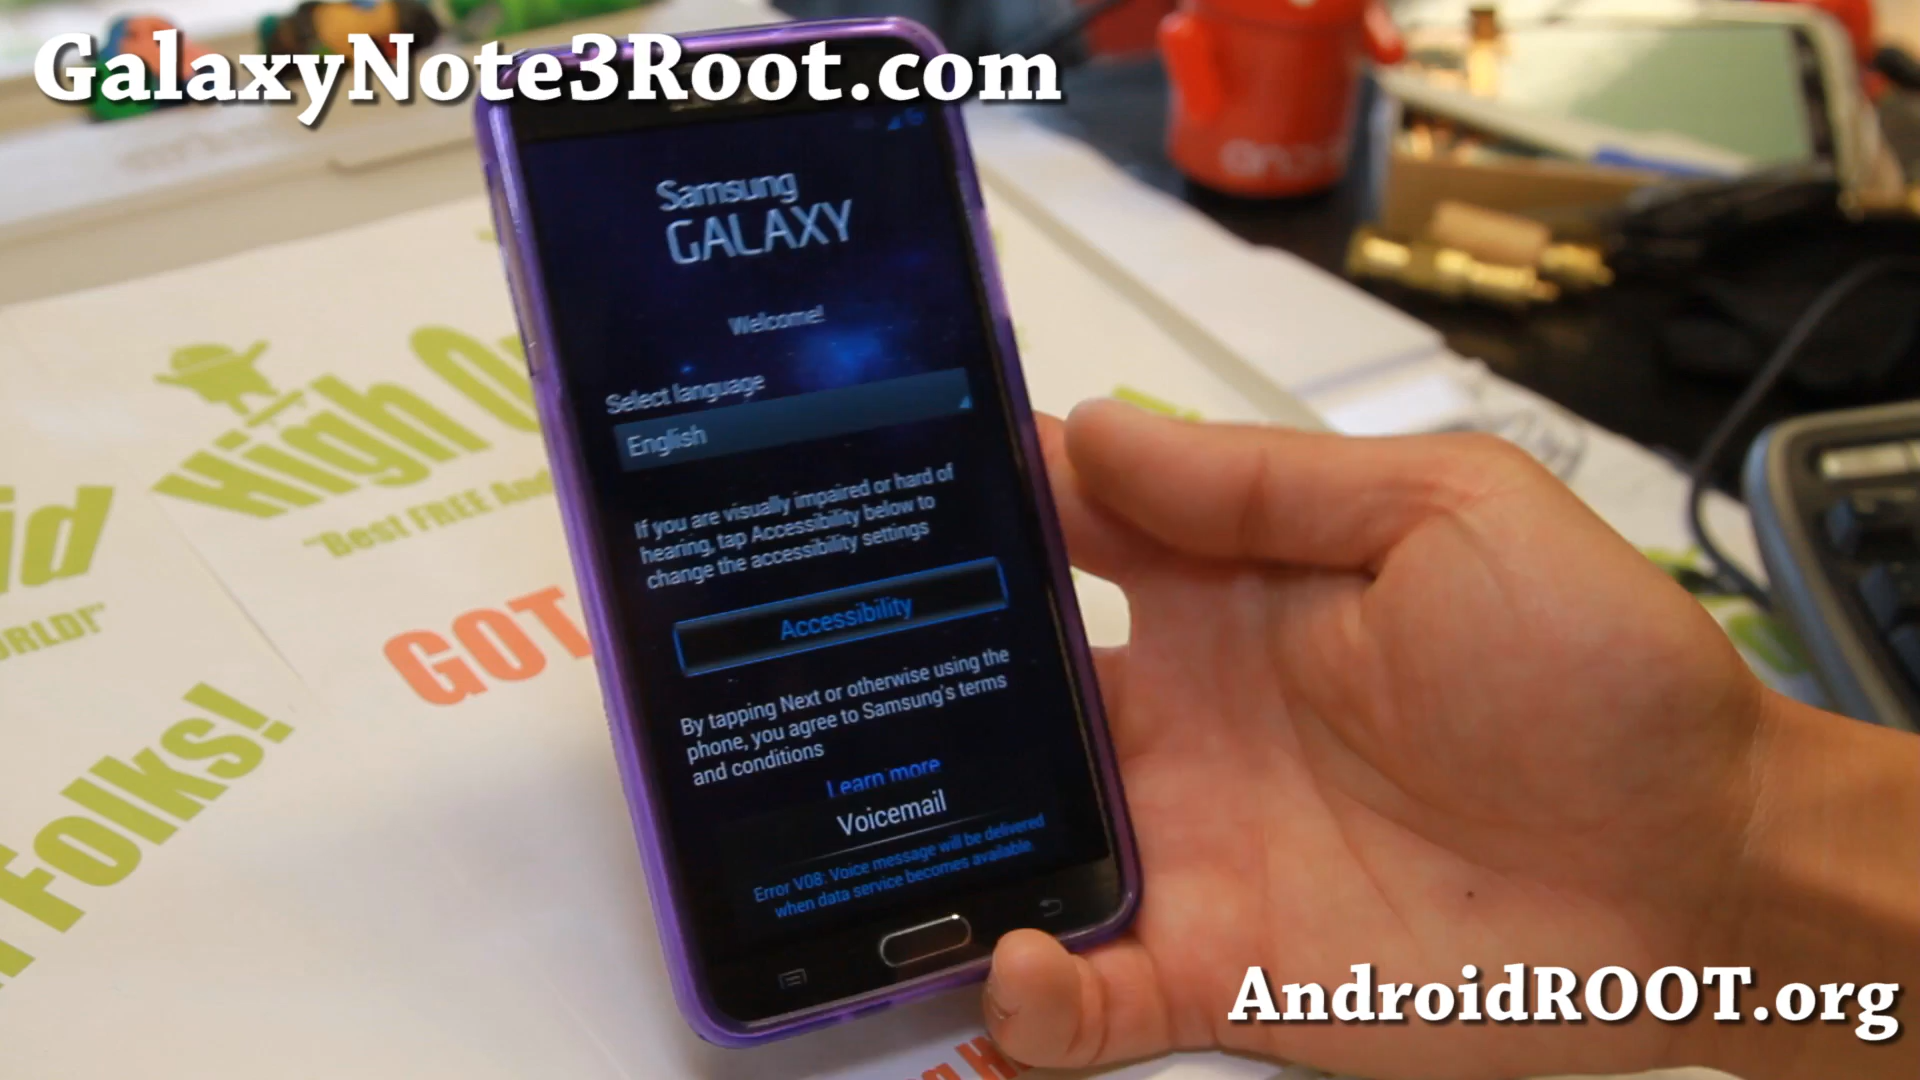 GalaxyNote3Root.com
Samsung
GALAXY
Welcome!
Select language
English
If you are visually impaired or hard of
hearing, tap Accessibility below to
change the accessibility settings
Accessibility
By tapping Next or otherwise using the
phone, you agree to Samsung's terms
and conditions
Learn more
Voicemail
Error V08: Voice message will be delivered
when data service becomes available.
High
"Best FREE
GOT
ORLD!"
Folks!
AndroidROOT.org